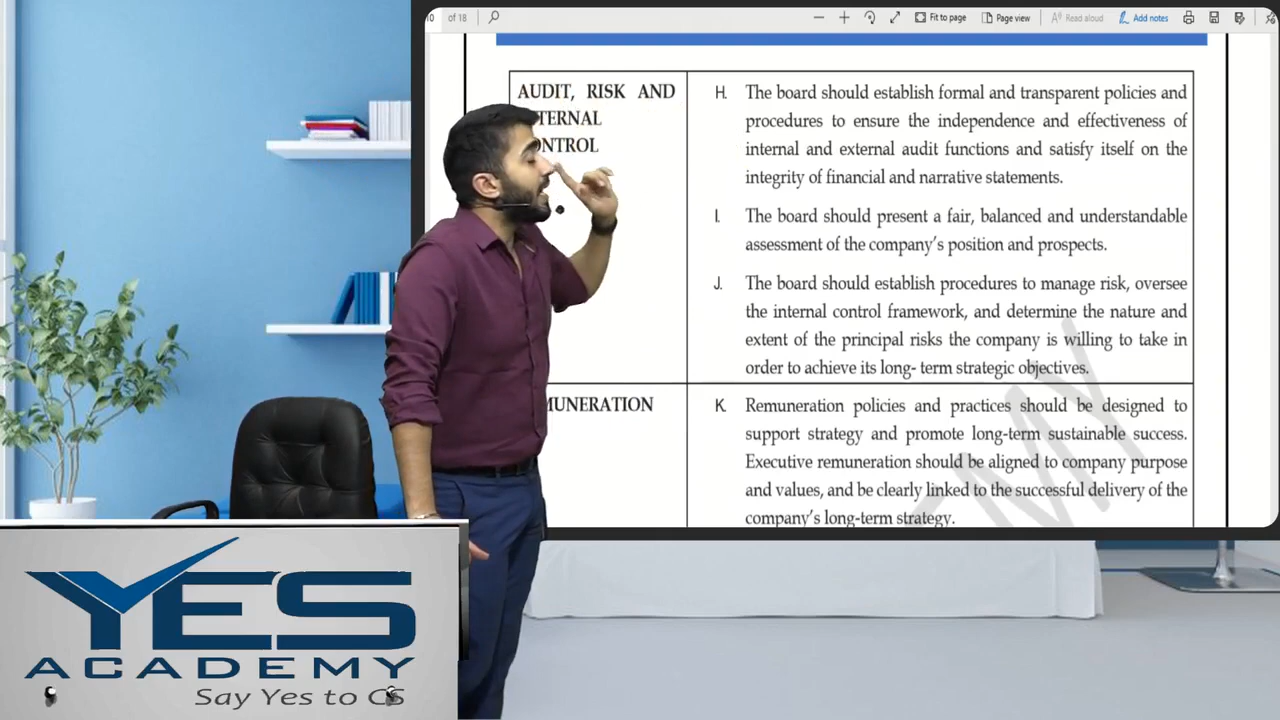 of 18
Fit to page
Page view
Read aloud
Add notes
AUDIT, RISK AND
H. The board should establish formal and transparent policies and
procedures to ensure the independence and effectiveness of
internal and external audit functions and satisfy itself on the
integrity of financial and narrative statements.
I. The board should present a fair, balanced and understandable
assessment of the company's position and prospects.
J. The board should establish procedures to manage risk, oversee
the internal control framework, and determine the nature and
extent of the principal risks the company is willing to take in
order to achieve its long- term strategic objectives.
K. Remuneration policies and practices should be designed to
support strategy and promote long-term sustainable success.
Executive remuneration should be aligned to company purpose
and values, and be clearly linked to the successful delivery of the
company's long-term strategy.
YES
ACADEMY
Say Yes to CS